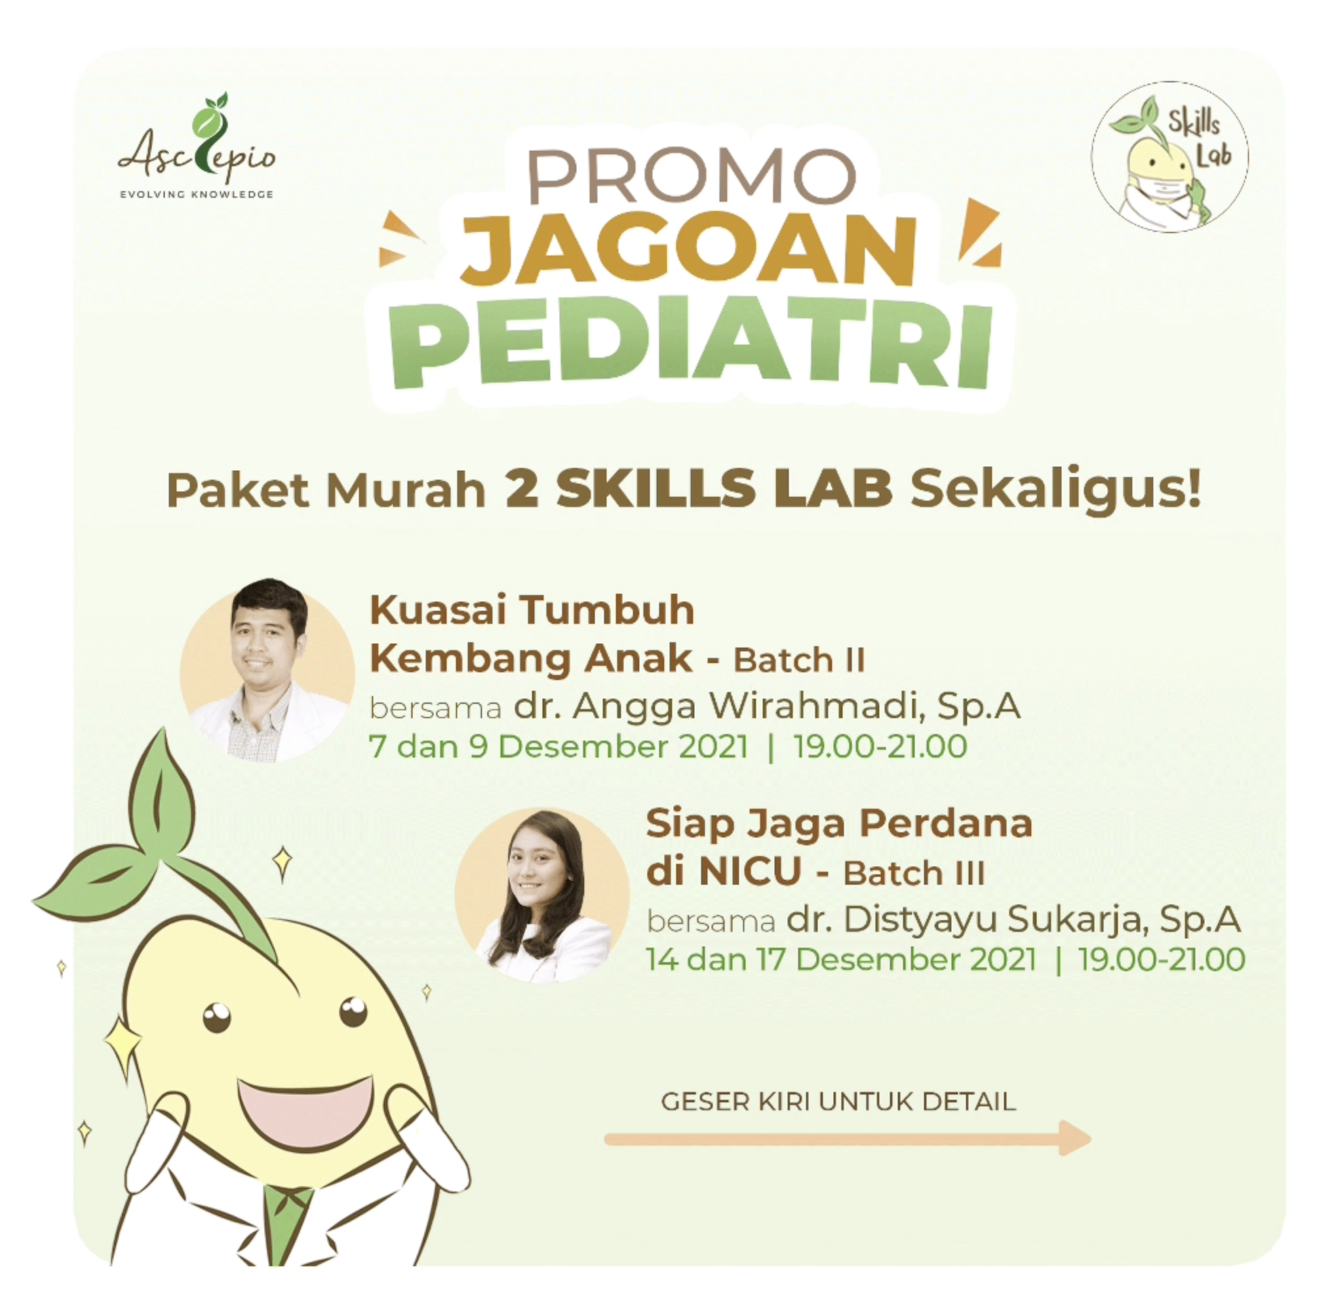 Asclepio
EVOLVING KNOWLEDGE
Skills
Lab
PROMO
JAGOAN
PEDIATRI
Paket Murah 2 SKILLS LAB Sekaligus!
Kuasai Tumbuh
Kembang Anak - Batch II
bersama dr. Angga Wirahmadi, Sp.A
7 dan 9 Desember 2021 | 19.00-21.00
Siap Jaga Perdana
di NICU - Batch III
bersama dr. Distyayu Sukarja, Sp.A
14 dan 17 Desember 2021 | 19.00-21.00
GESER KIRI UNTUK DETAIL